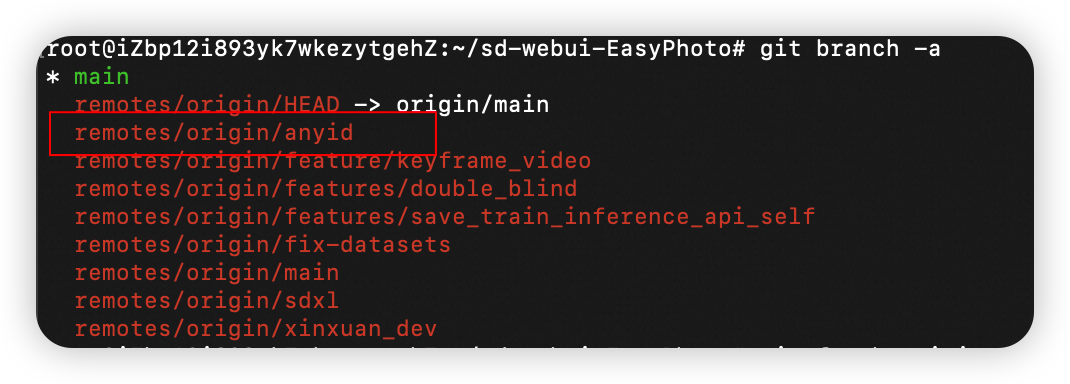 root@iZbp12i893yk7wkezytgehZ:~/sd-webui-EasyPhoto# git branch -a
* main
remotes/origin/HEAD -> origin/main
remotes/origin/anyid
remotes/origin/feature/keyframe_video
remotes/origin/features/double_blind
remotes/origin/features/save_train_inference_api_self
remotes/origin/fix-datasets
remotes/origin/main
remotes/origin/sdxl
remotes/origin/xinxuan_dev